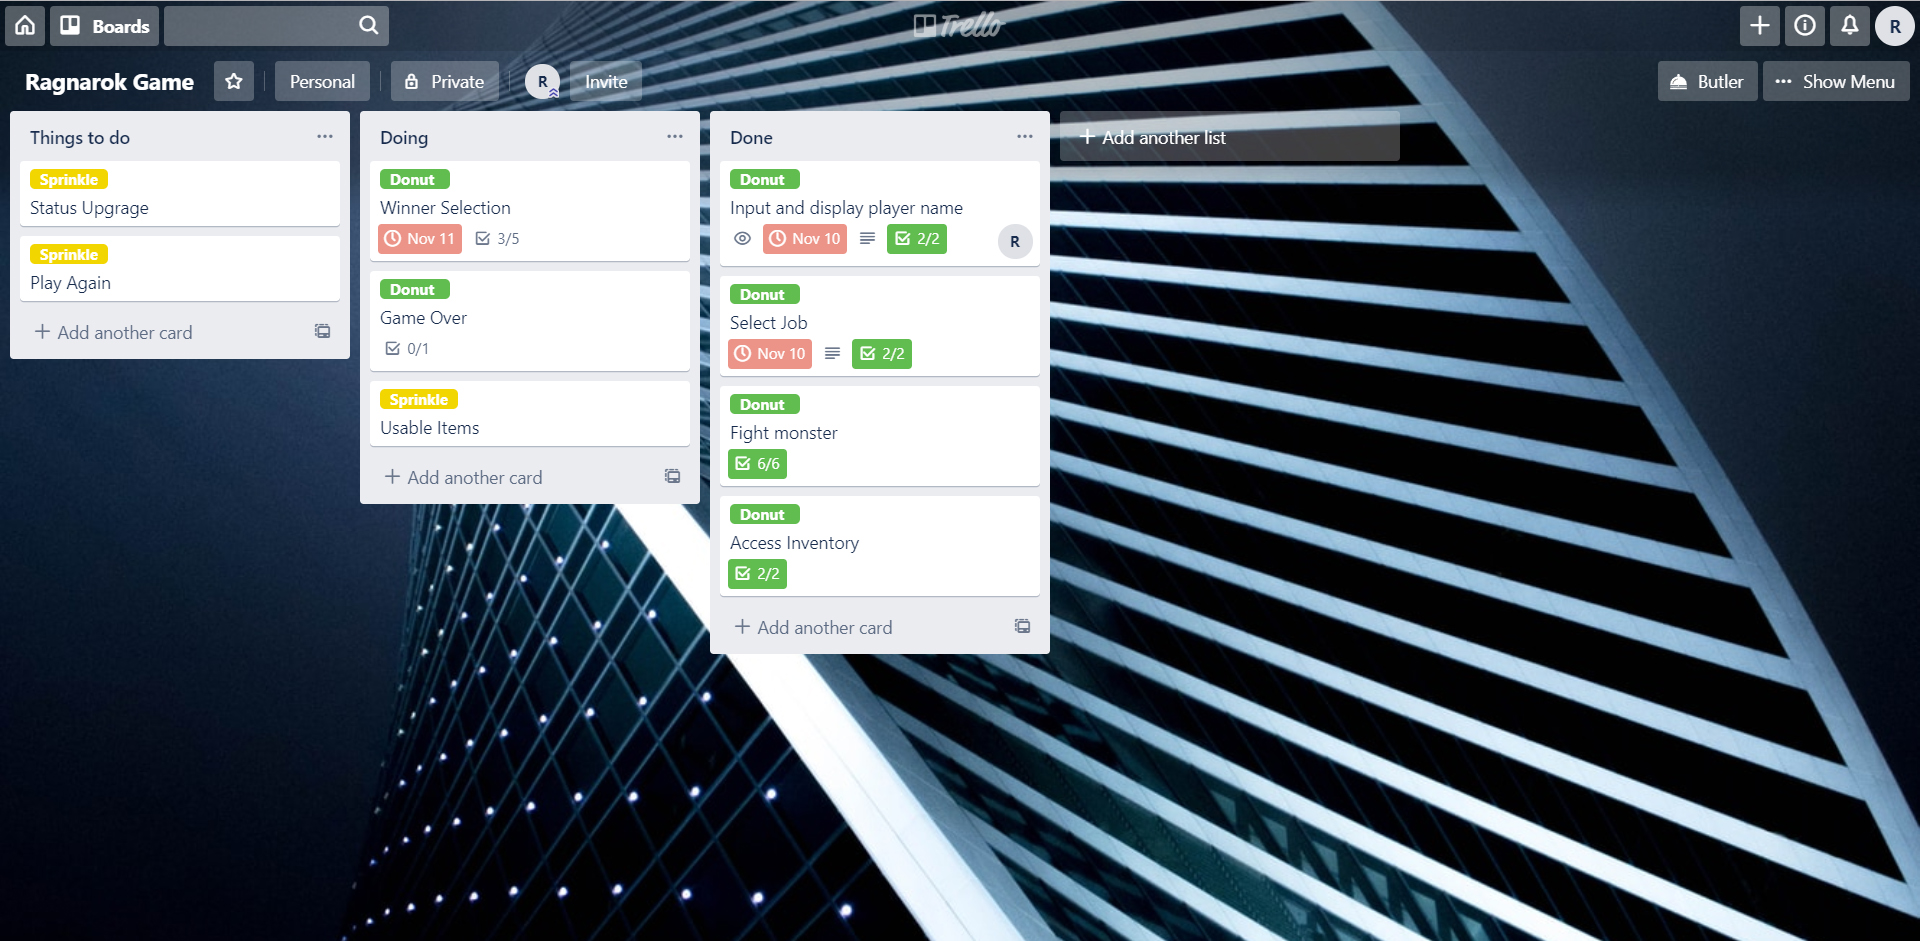 Boards
Trello
R
Ragnarok Game
Personal
Private
R
Invite
Butler
Show Menu
Things to do
Sprinkle
Status Upgrage
Sprinkle
Play Again
Add another card
Doing
Donut
Winner Selection
Nov 11 3/5
Donut
Game Over
0/1
Sprinkle
Usable Items
Add another card
Done
Donut
Input and display player name
Nov 10 2/2
R
Donut
Select Job
Nov 10 2/2
Donut
Fight monster
6/6
Donut
Access Inventory
2/2
Add another card
Add another list